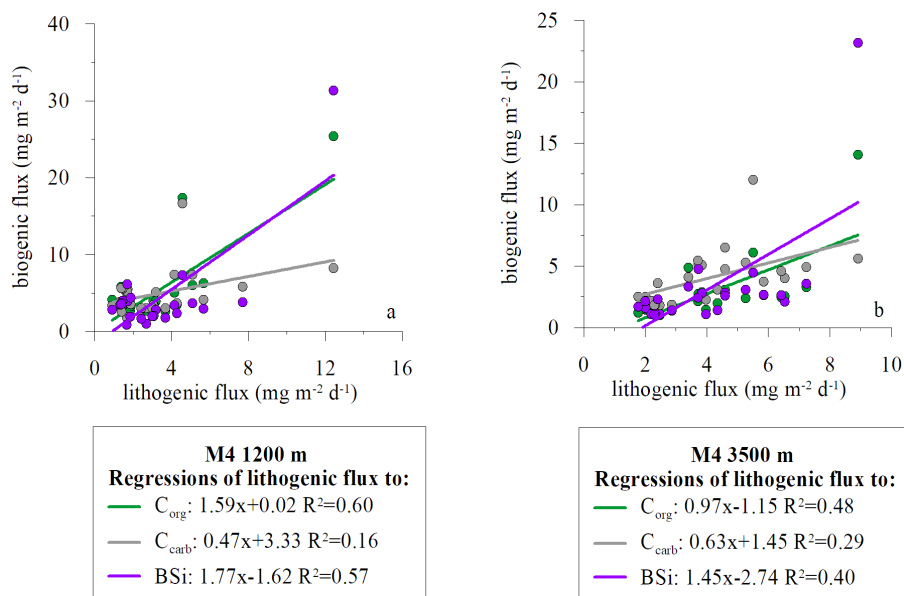 40
30
20
10
0
biogenic flux (mg m⁻² d⁻¹)
a
0 4 8 12 16
lithogenic flux (mg m⁻² d⁻¹)
M4 1200 m
Regressions of lithogenic flux to:
C_org: 1.59x+0.02 R²=0.60
C_carb: 0.47x+3.33 R²=0.16
BSi: 1.77x-1.62 R²=0.57
25
20
15
10
5
0
biogenic flux (mg m⁻² d⁻¹)
b
0 2 4 6 8 10
lithogenic flux (mg m⁻² d⁻¹)
M4 3500 m
Regressions of lithogenic flux to:
C_org: 0.97x-1.15 R²=0.48
C_carb: 0.63x+1.45 R²=0.29
BSi: 1.45x-2.74 R²=0.40